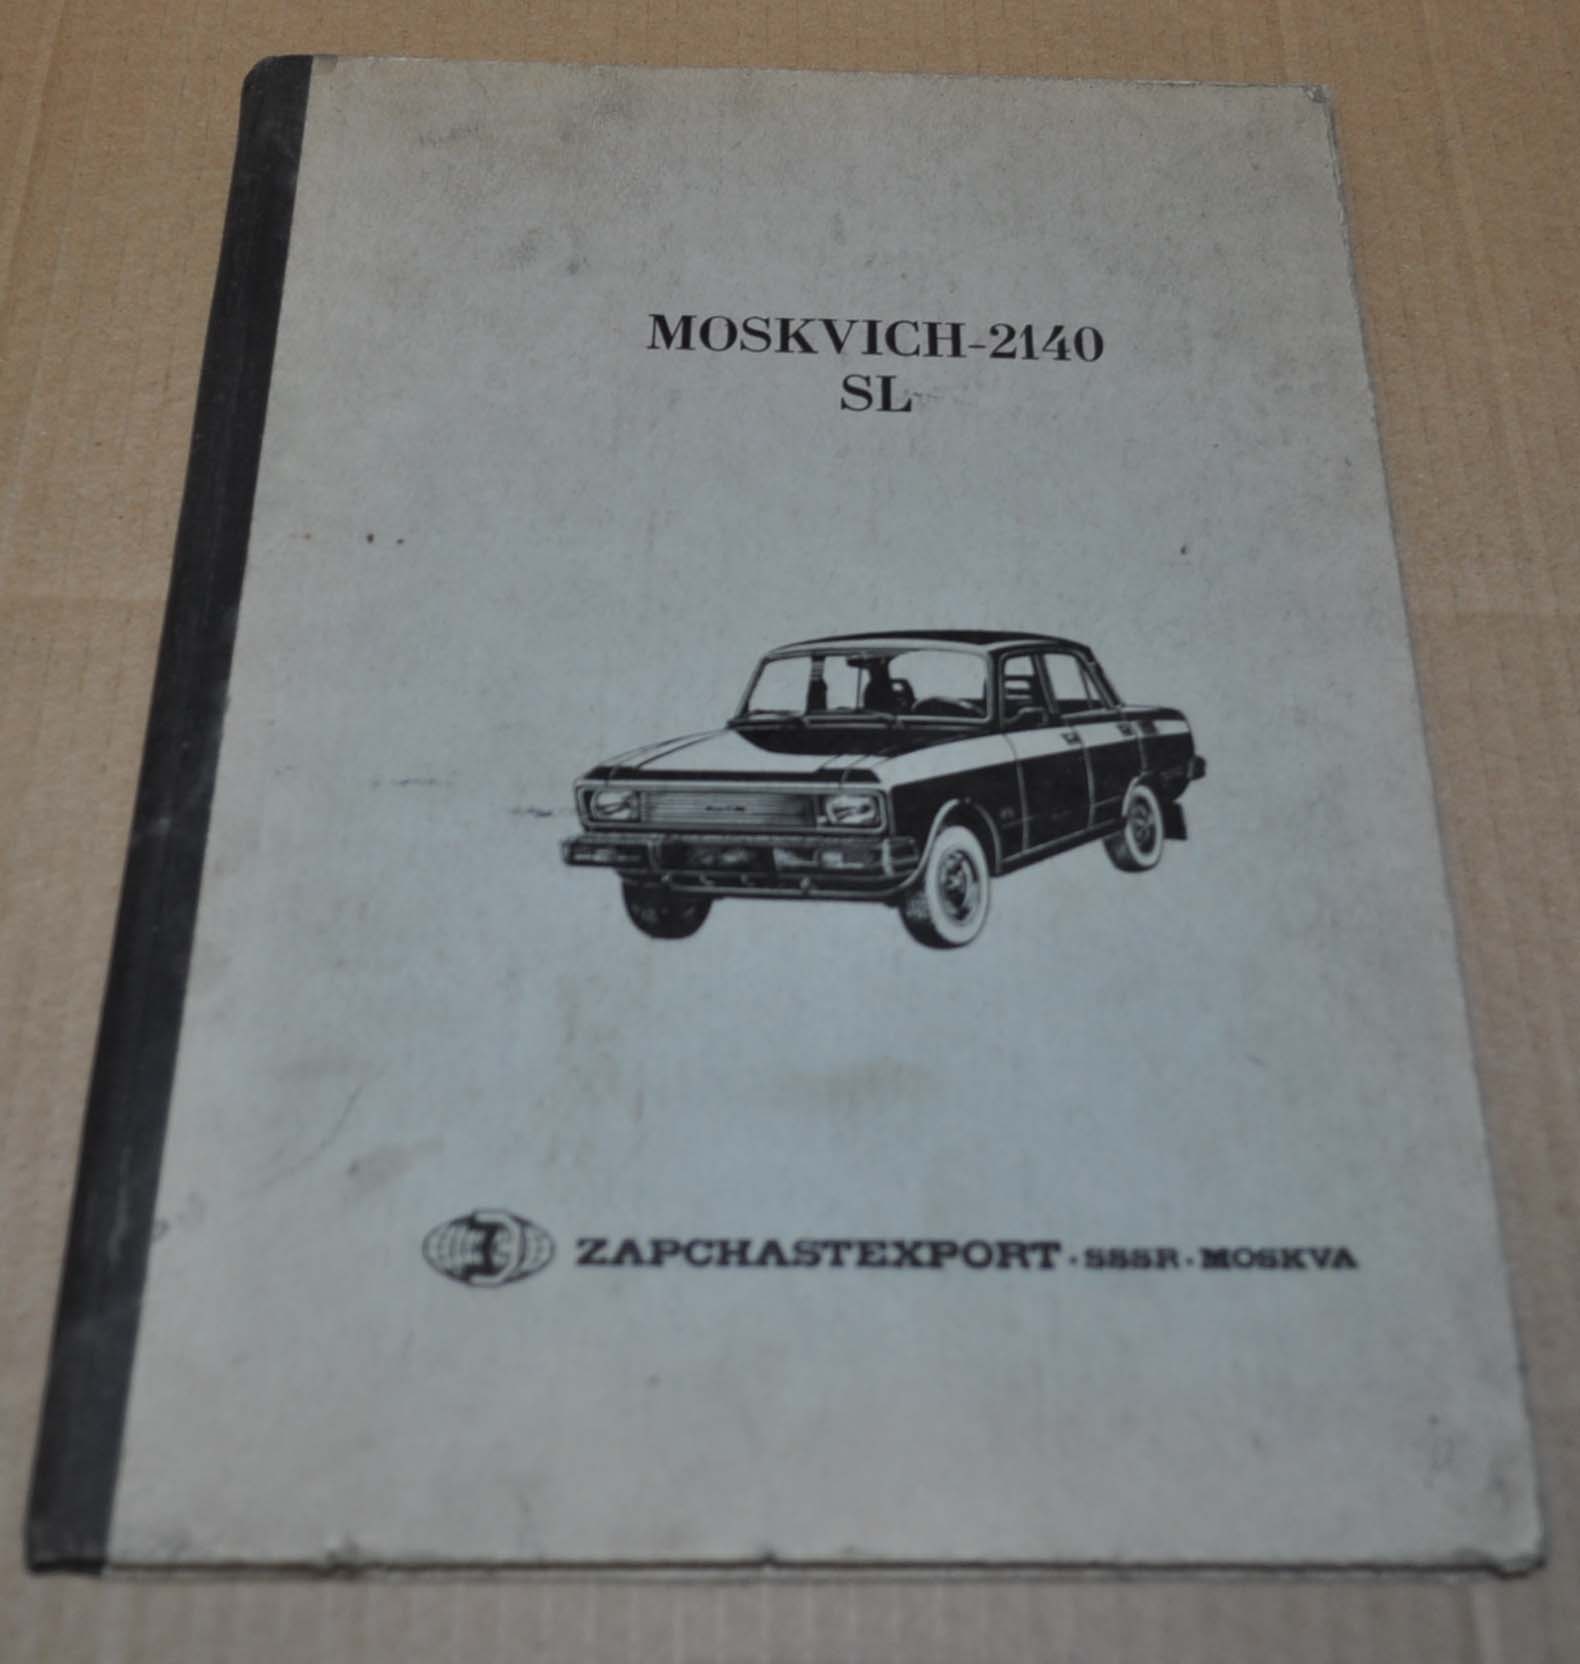 MOSKVICH-2140
SL
ZAPCHASTEXPORT · SSSR · MOSKVA